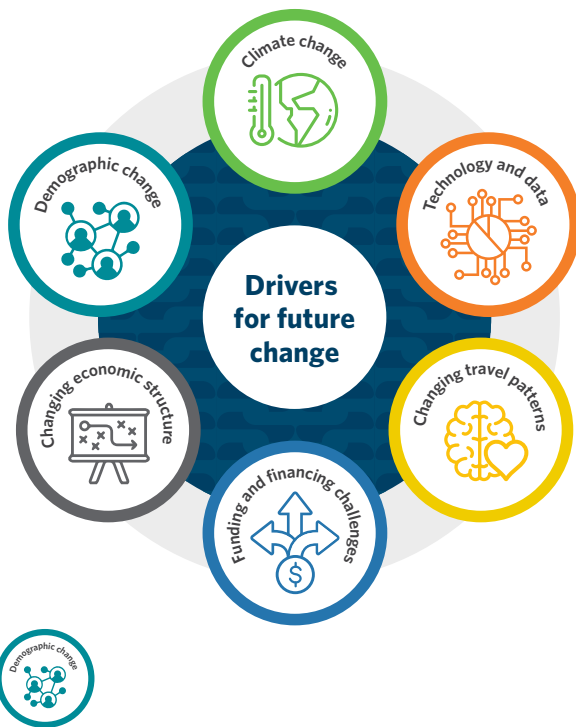 Climate change
Demographic change
Technology and data
Drivers
for future
change
Changing economic structure
Changing travel patterns
Funding and financing challenges
$
Demographic change